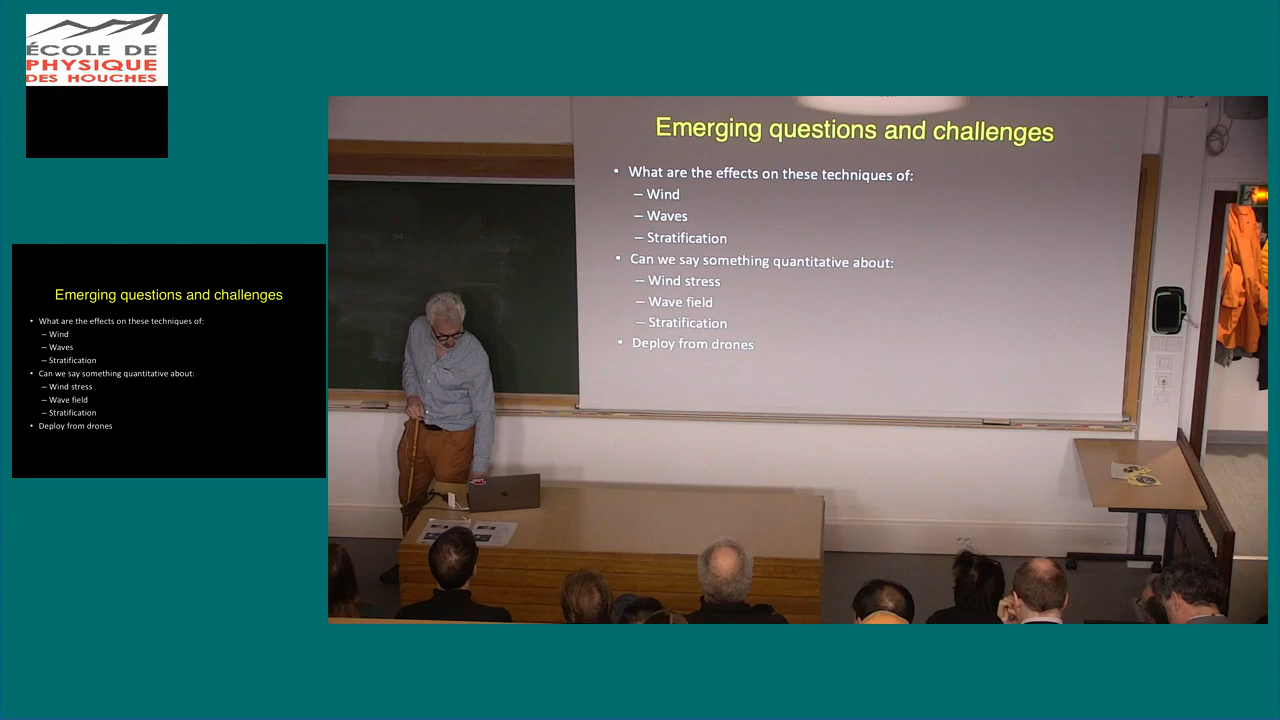 ÉCOLE DE
PHYSIQUE
DES HOUCHES
Emerging questions and challenges
• What are the effects on these techniques of:
– Wind
– Waves
– Stratification
• Can we say something quantitative about:
– Wind stress
– Wave field
– Stratification
• Deploy from drones
Emerging questions and challenges
• What are the effects on these techniques of:
– Wind
– Waves
– Stratification
• Can we say something quantitative about:
– Wind stress
– Wave field
– Stratification
• Deploy from drones